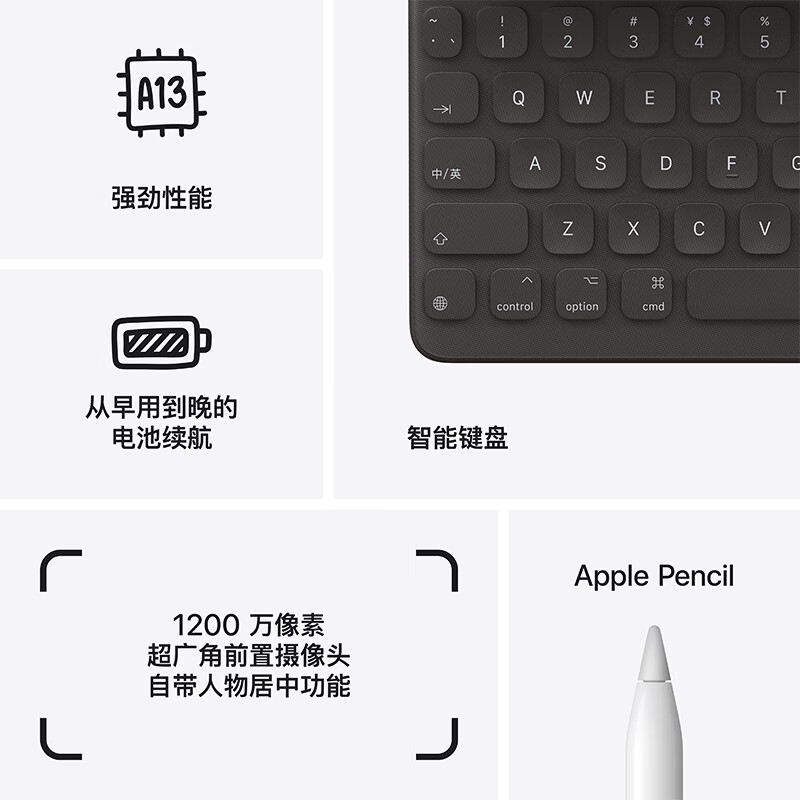 A13
强劲性能
从早用到晚的
电池续航
~ ! @ # ¥ $ %
· 、 1 2 3 4 5
Q W E R T
中/英 A S D F G
Z X C V
control option cmd
智能键盘
1200 万像素
超广角前置摄像头
自带人物居中功能
Apple Pencil